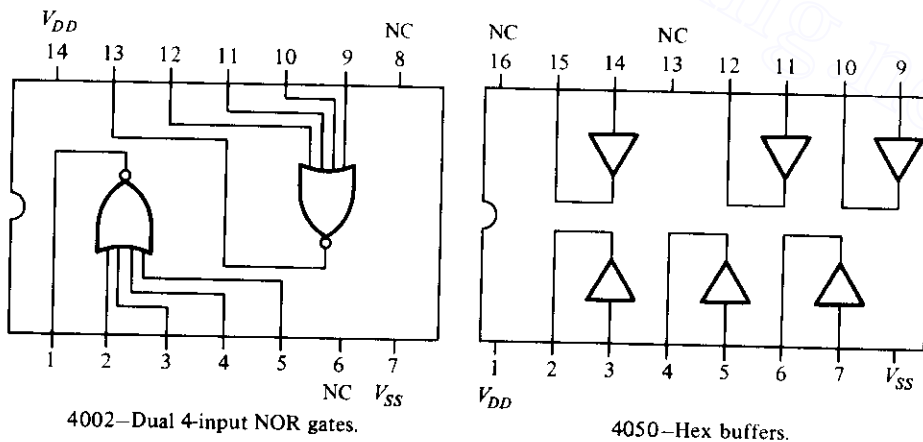 V_DD NC
14 13 12 11 10 9 8
1 2 3 4 5 6 7
NC V_SS
4002–Dual 4-input NOR gates.
NC NC
16 15 14 13 12 11 10 9
1 2 3 4 5 6 7 V_SS
V_DD
4050–Hex buffers.